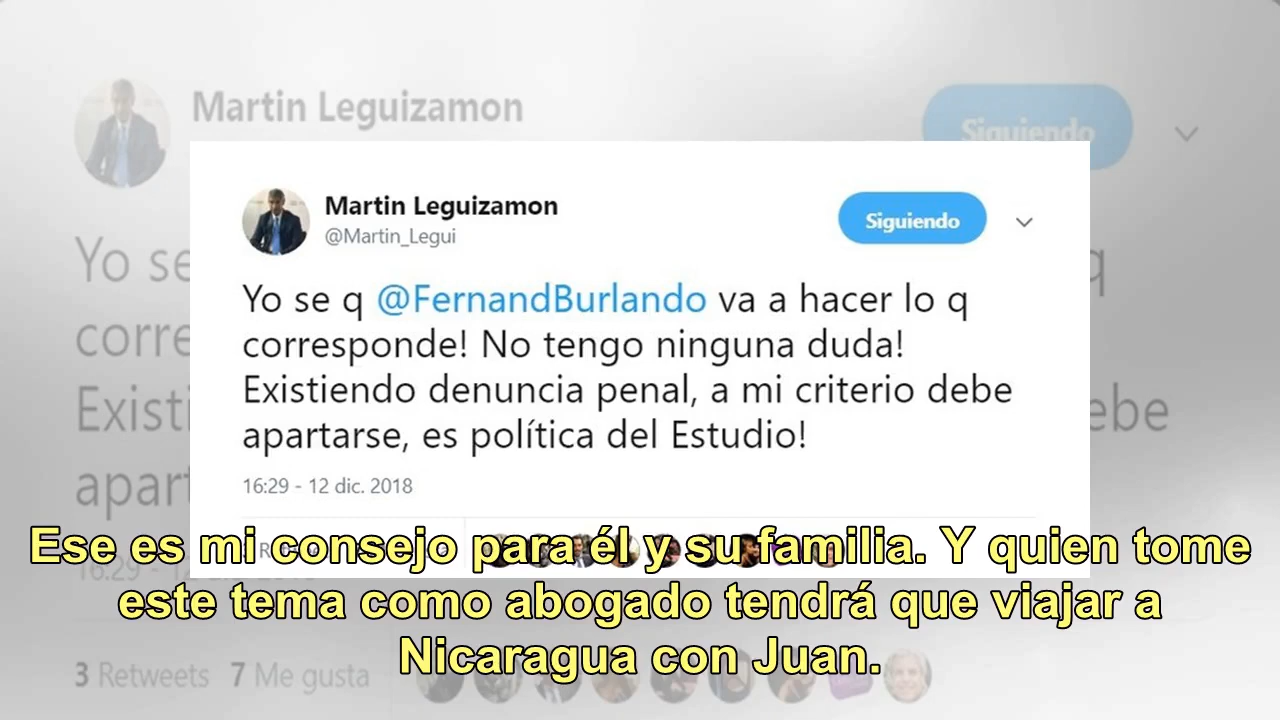 Martin Leguizamon
Siguiendo
Martin Leguizamon
@Martin_Legui
Siguiendo
Yo se q @FernandBurlando va a hacer lo q
corresponde! No tengo ninguna duda!
Existiendo denuncia penal, a mi criterio debe
apartarse, es política del Estudio!
16:29 - 12 dic. 2018
Yo se
q
corre
Existi
ebe
apart
Ese es mi consejo para él y su familia. Y quien tome
este tema como abogado tendrá que viajar a
Nicaragua con Juan.
3 Retweets 7 Me gusta